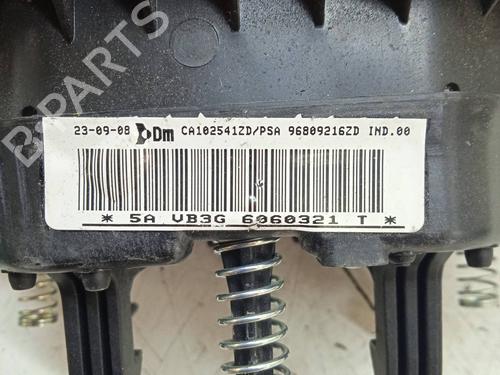 B-PARTS
23-09-08 Dm CA102541ZD/PSA 96809216ZD IND.00
* 5A VB3G 6060321 T *